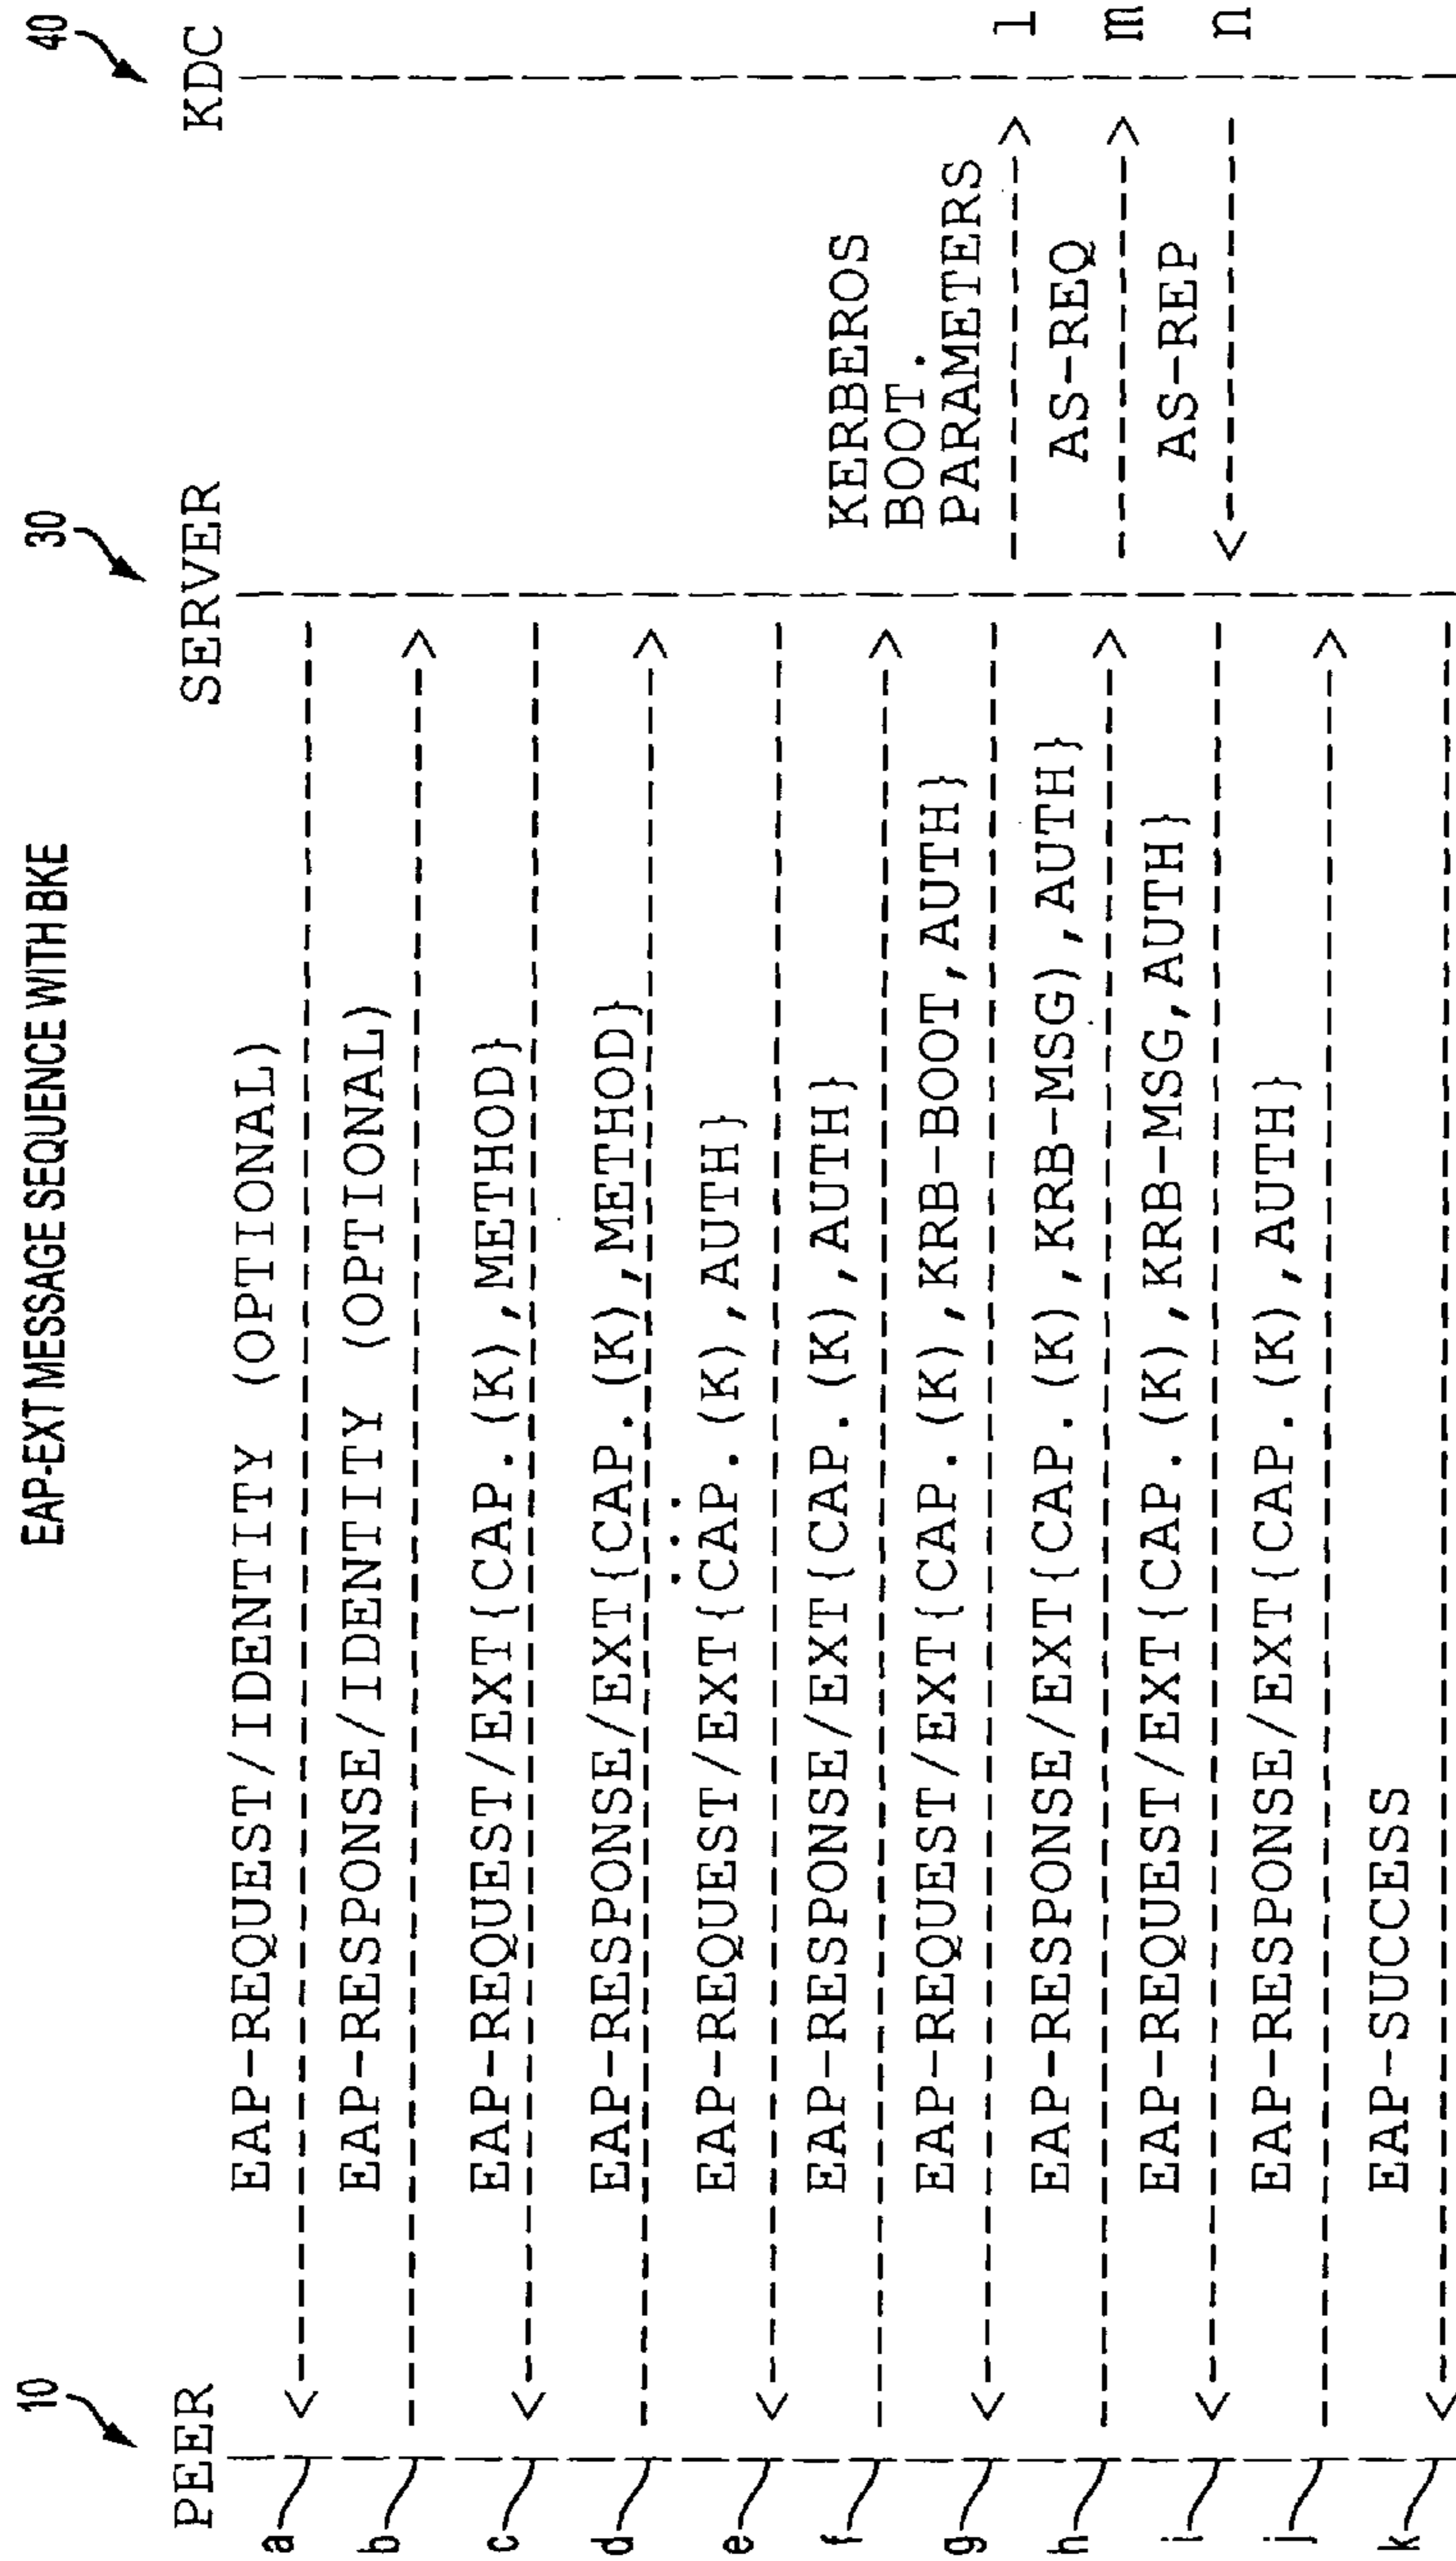 EAP-EXT MESSAGE SEQUENCE WITH BKE
10
30
40
PEER
SERVER
KDC
a
EAP-REQUEST/IDENTITY (OPTIONAL)
b
EAP-RESPONSE/IDENTITY (OPTIONAL)
c
EAP-REQUEST/EXT{CAP.(K),METHOD}
d
EAP-RESPONSE/EXT{CAP.(K),METHOD}
...
e
EAP-REQUEST/EXT{CAP.(K),AUTH}
f
EAP-RESPONSE/EXT{CAP.(K),AUTH}
KERBEROS
BOOT.
PARAMETERS
g
EAP-REQUEST/EXT{CAP.(K),KRB-BOOT,AUTH}
l
h
EAP-RESPONSE/EXT{CAP.(K),KRB-MSG),AUTH}
AS-REQ
m
i
EAP-REQUEST/EXT{CAP.(K),KRB-MSG,AUTH}
AS-REP
n
j
EAP-RESPONSE/EXT{CAP.(K),AUTH}
k
EAP-SUCCESS